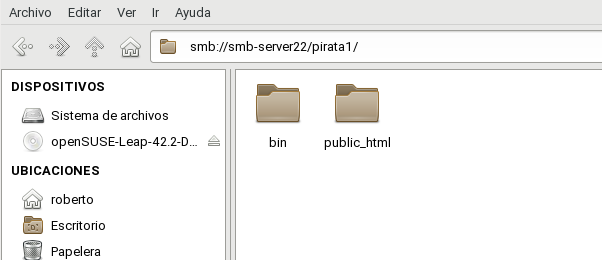 Archivo Editar Ver Ir Ayuda
smb://smb-server22/pirata1/
DISPOSITIVOS
Sistema de archivos
openSUSE-Leap-42.2-D...
UBICACIONES
roberto
Escritorio
Papelera
bin public_html